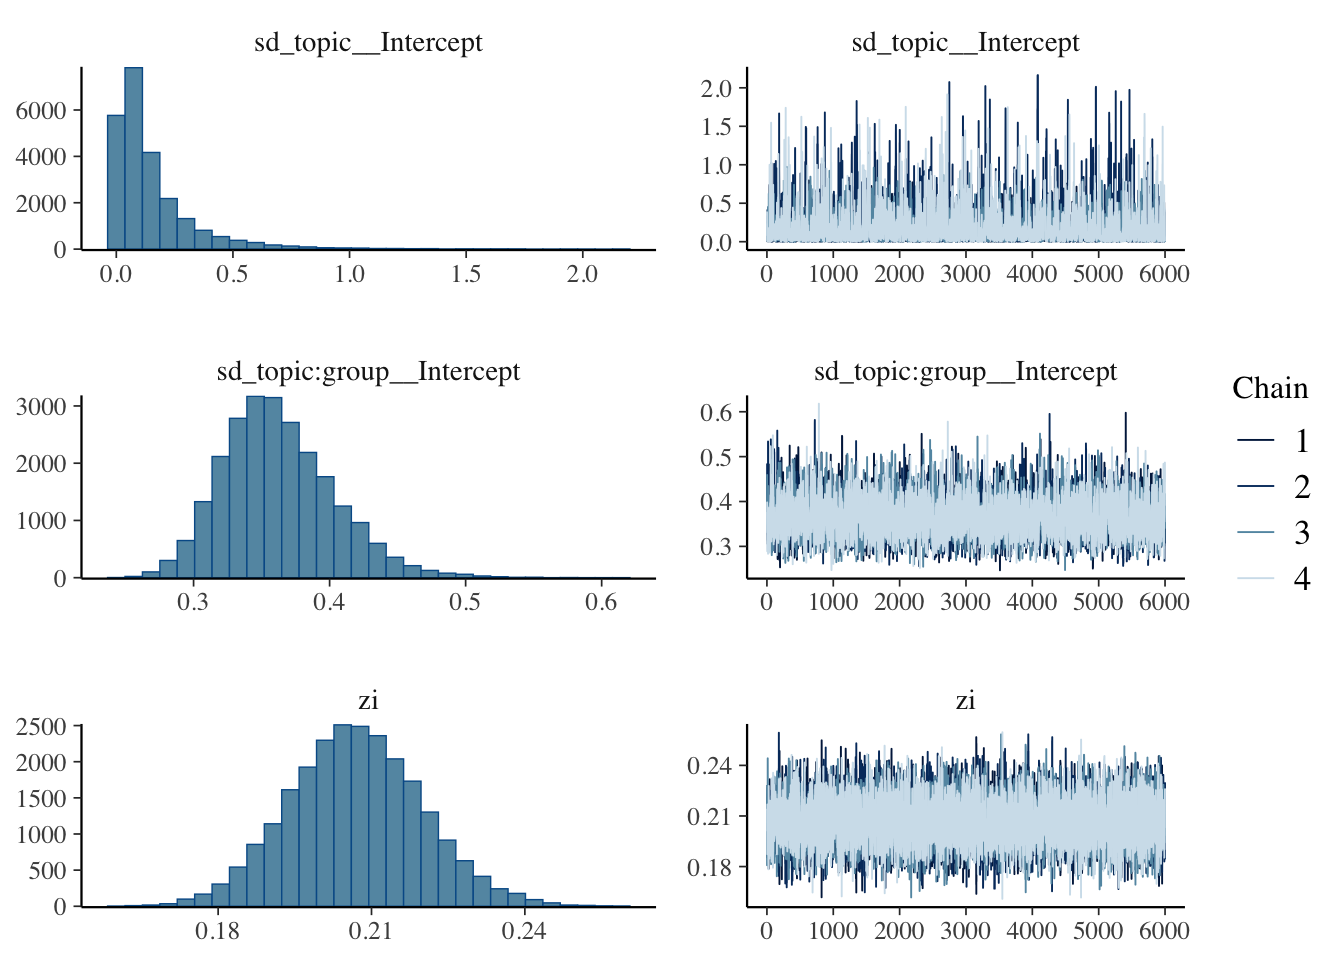 sd_topic__Intercept
6000
4000
2000
0
0.0 0.5 1.0 1.5 2.0
sd_topic__Intercept
2.0
1.5
1.0
0.5
0.0
0 1000 2000 3000 4000 5000 6000
sd_topic:group__Intercept
3000
2000
1000
0
0.3 0.4 0.5 0.6
sd_topic:group__Intercept
0.6
0.5
0.4
0.3
0 1000 2000 3000 4000 5000 6000
Chain
1
2
3
4
zi
2500
2000
1500
1000
500
0
0.18 0.21 0.24
zi
0.24
0.21
0.18
0 1000 2000 3000 4000 5000 6000